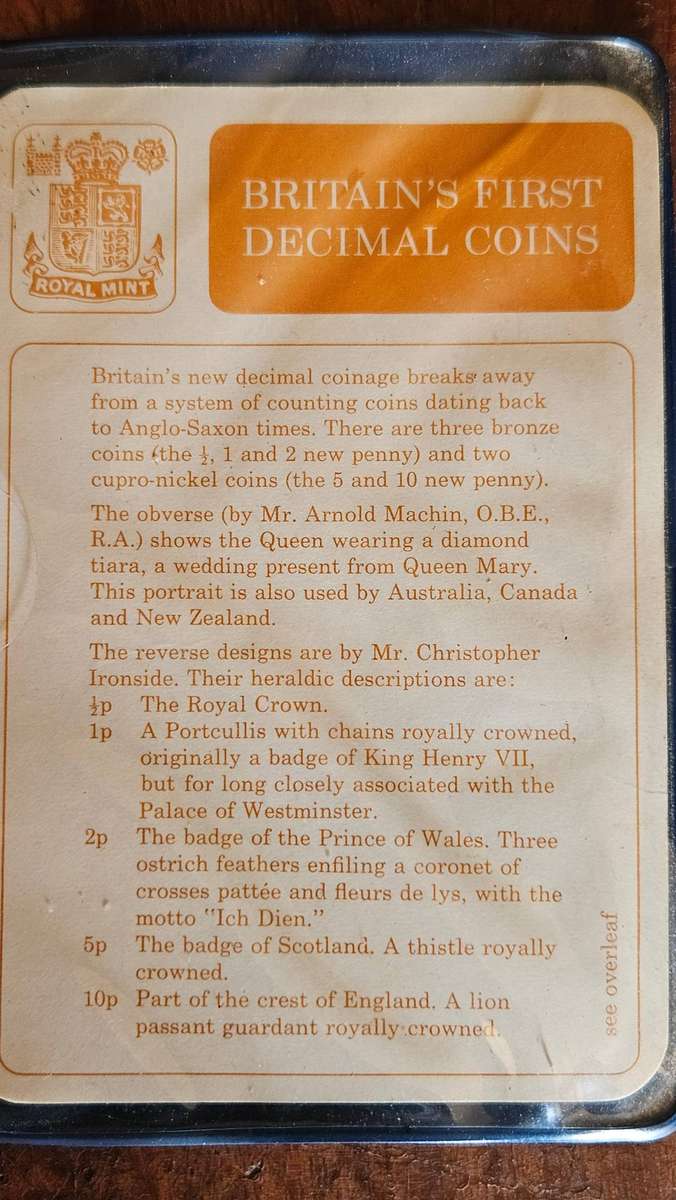 ROYAL MINT
BRITAIN'S FIRST
DECIMAL COINS
Britain's new decimal coinage breaks away
from a system of counting coins dating back
to Anglo-Saxon times. There are three bronze
coins (the ½, 1 and 2 new penny) and two
cupro-nickel coins (the 5 and 10 new penny).
The obverse (by Mr. Arnold Machin, O.B.E.,
R.A.) shows the Queen wearing a diamond
tiara, a wedding present from Queen Mary.
This portrait is also used by Australia, Canada
and New Zealand.
The reverse designs are by Mr. Christopher
Ironside. Their heraldic descriptions are:
½p The Royal Crown.
1p A Portcullis with chains royally crowned,
originally a badge of King Henry VII,
but for long closely associated with the
Palace of Westminster.
2p The badge of the Prince of Wales. Three
ostrich feathers enfiling a coronet of
crosses pattée and fleurs de lys, with the
motto "Ich Dien."
5p The badge of Scotland. A thistle royally
crowned.
10p Part of the crest of England. A lion
passant guardant royally crowned.
see overleaf